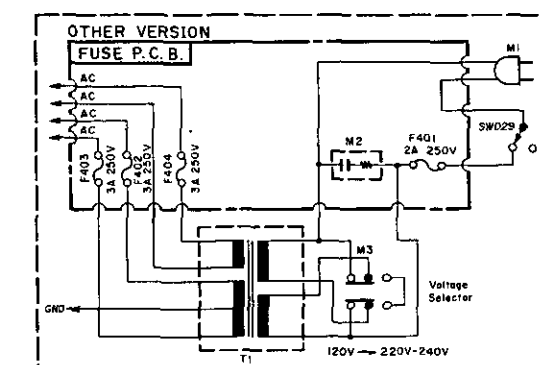 OTHER VERSION
FUSE P.C.B.
M1
AC
AC
AC
AC
SWD29
M2
F401
2A 250V
F403
3A 250V
F402
3A 250V
F404
3A 250V
M3
Voltage
Selector
GND
T1
120V → 220V-240V